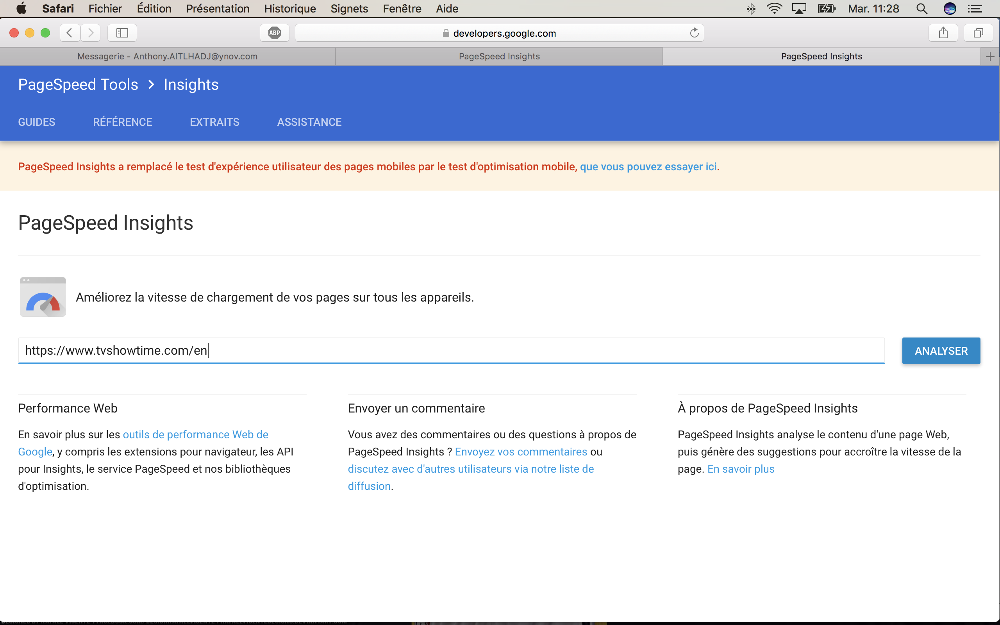 Safari Fichier Édition Présentation Historique Signets Fenêtre Aide Mar. 11:28
ABP developers.google.com
Messagerie - Anthony.AITLHADJ@ynov.com PageSpeed Insights PageSpeed Insights
PageSpeed Tools > Insights
GUIDES RÉFÉRENCE EXTRAITS ASSISTANCE
PageSpeed Insights a remplacé le test d'expérience utilisateur des pages mobiles par le test d'optimisation mobile, que vous pouvez essayer ici.
PageSpeed Insights
Améliorez la vitesse de chargement de vos pages sur tous les appareils.
https://www.tvshowtime.com/en ANALYSER
Performance Web
En savoir plus sur les outils de performance Web de
Google, y compris les extensions pour navigateur, les API
pour Insights, le service PageSpeed et nos bibliothèques
d'optimisation.
Envoyer un commentaire
Vous avez des commentaires ou des questions à propos de
PageSpeed Insights ? Envoyez vos commentaires ou
discutez avec d'autres utilisateurs via notre liste de
diffusion.
À propos de PageSpeed Insights
PageSpeed Insights analyse le contenu d'une page Web,
puis génère des suggestions pour accroître la vitesse de la
page. En savoir plus